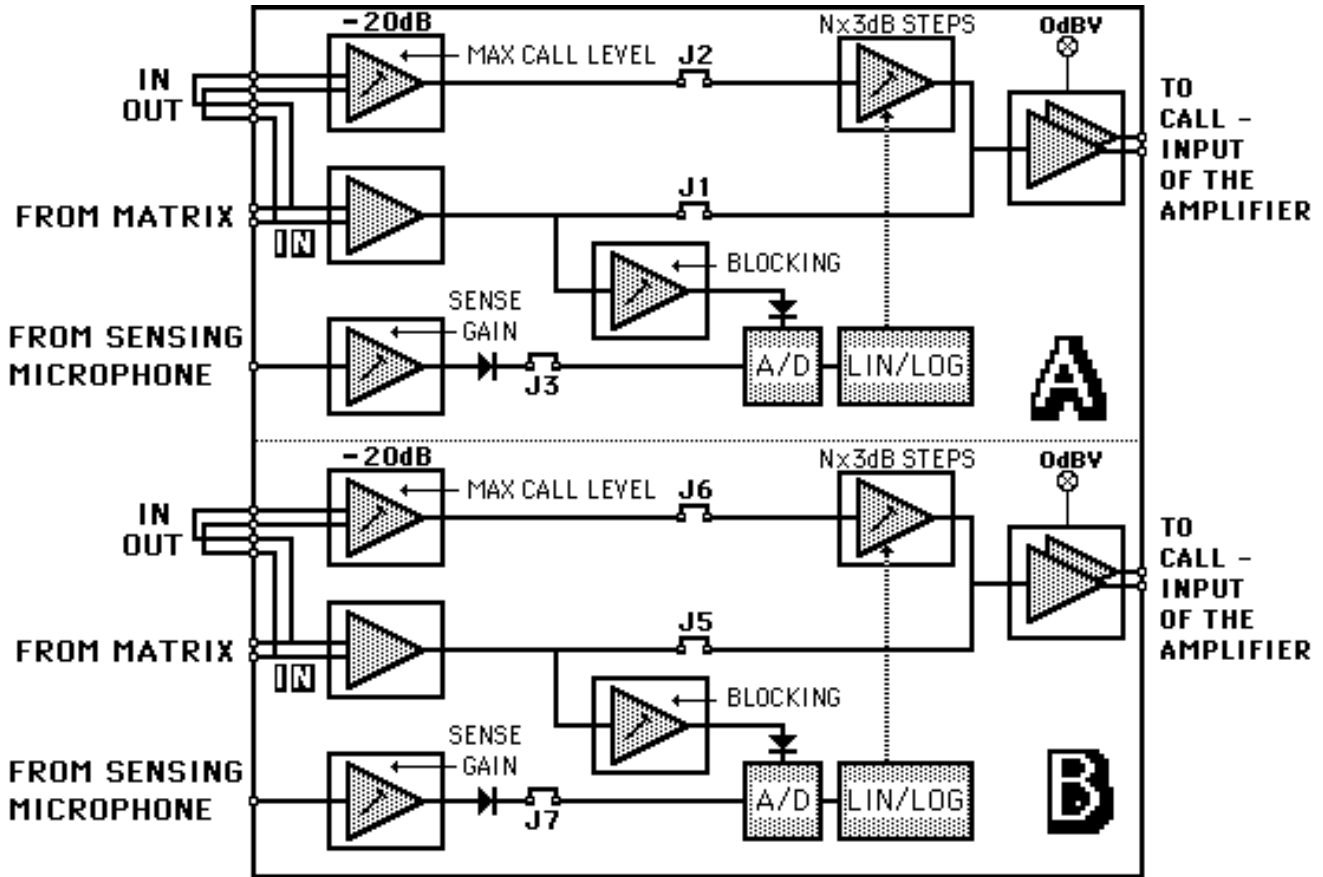 -20dB
MAX CALL LEVEL
J2
N×3dB STEPS
0dBV
IN
OUT
TO
CALL -
INPUT
OF THE
AMPLIFIER
J1
FROM MATRIX
IN
BLOCKING
SENSE
GAIN
FROM SENSING
MICROPHONE
J3
A/D
LIN/LOG
A
-20dB
MAX CALL LEVEL
J6
N×3dB STEPS
0dBV
IN
OUT
TO
CALL -
INPUT
OF THE
AMPLIFIER
J5
FROM MATRIX
IN
BLOCKING
SENSE
GAIN
FROM SENSING
MICROPHONE
J7
A/D
LIN/LOG
B